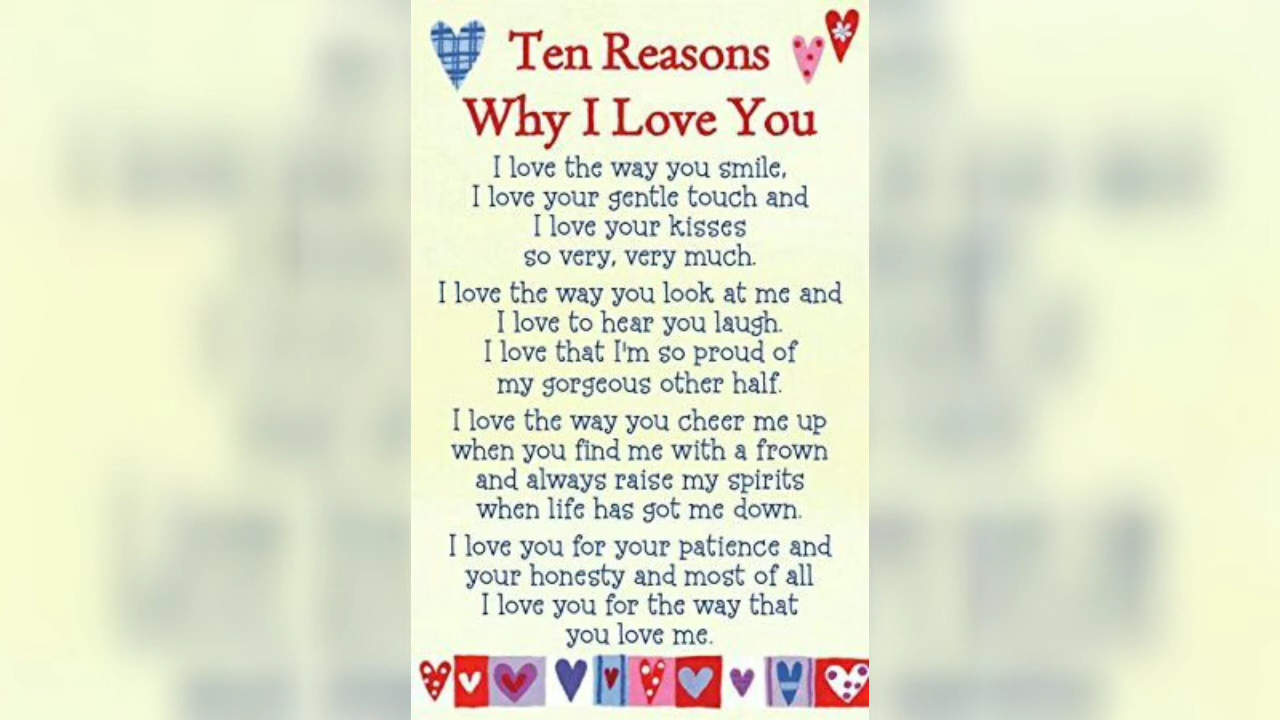 Ten Reasons
Why I Love You
I love the way you smile,
I love your gentle touch and
I love your kisses
so very, very much.
I love the way you look at me and
I love to hear you laugh.
I love that I'm so proud of
my gorgeous other half.
I love the way you cheer me up
when you find me with a frown
and always raise my spirits
when life has got me down.
I love you for your patience and
your honesty and most of all
I love you for the way that
you love me.